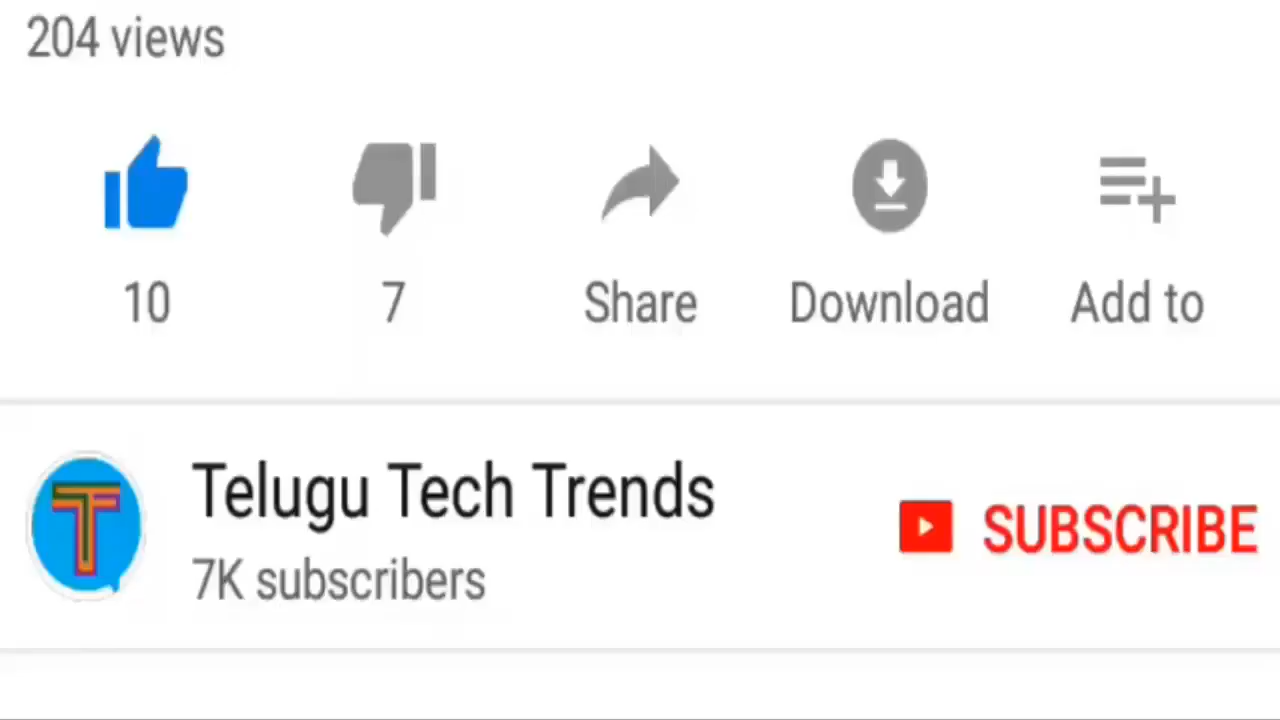 204 views
10 7 Share Download Add to
Telugu Tech Trends
SUBSCRIBE
7K subscribers